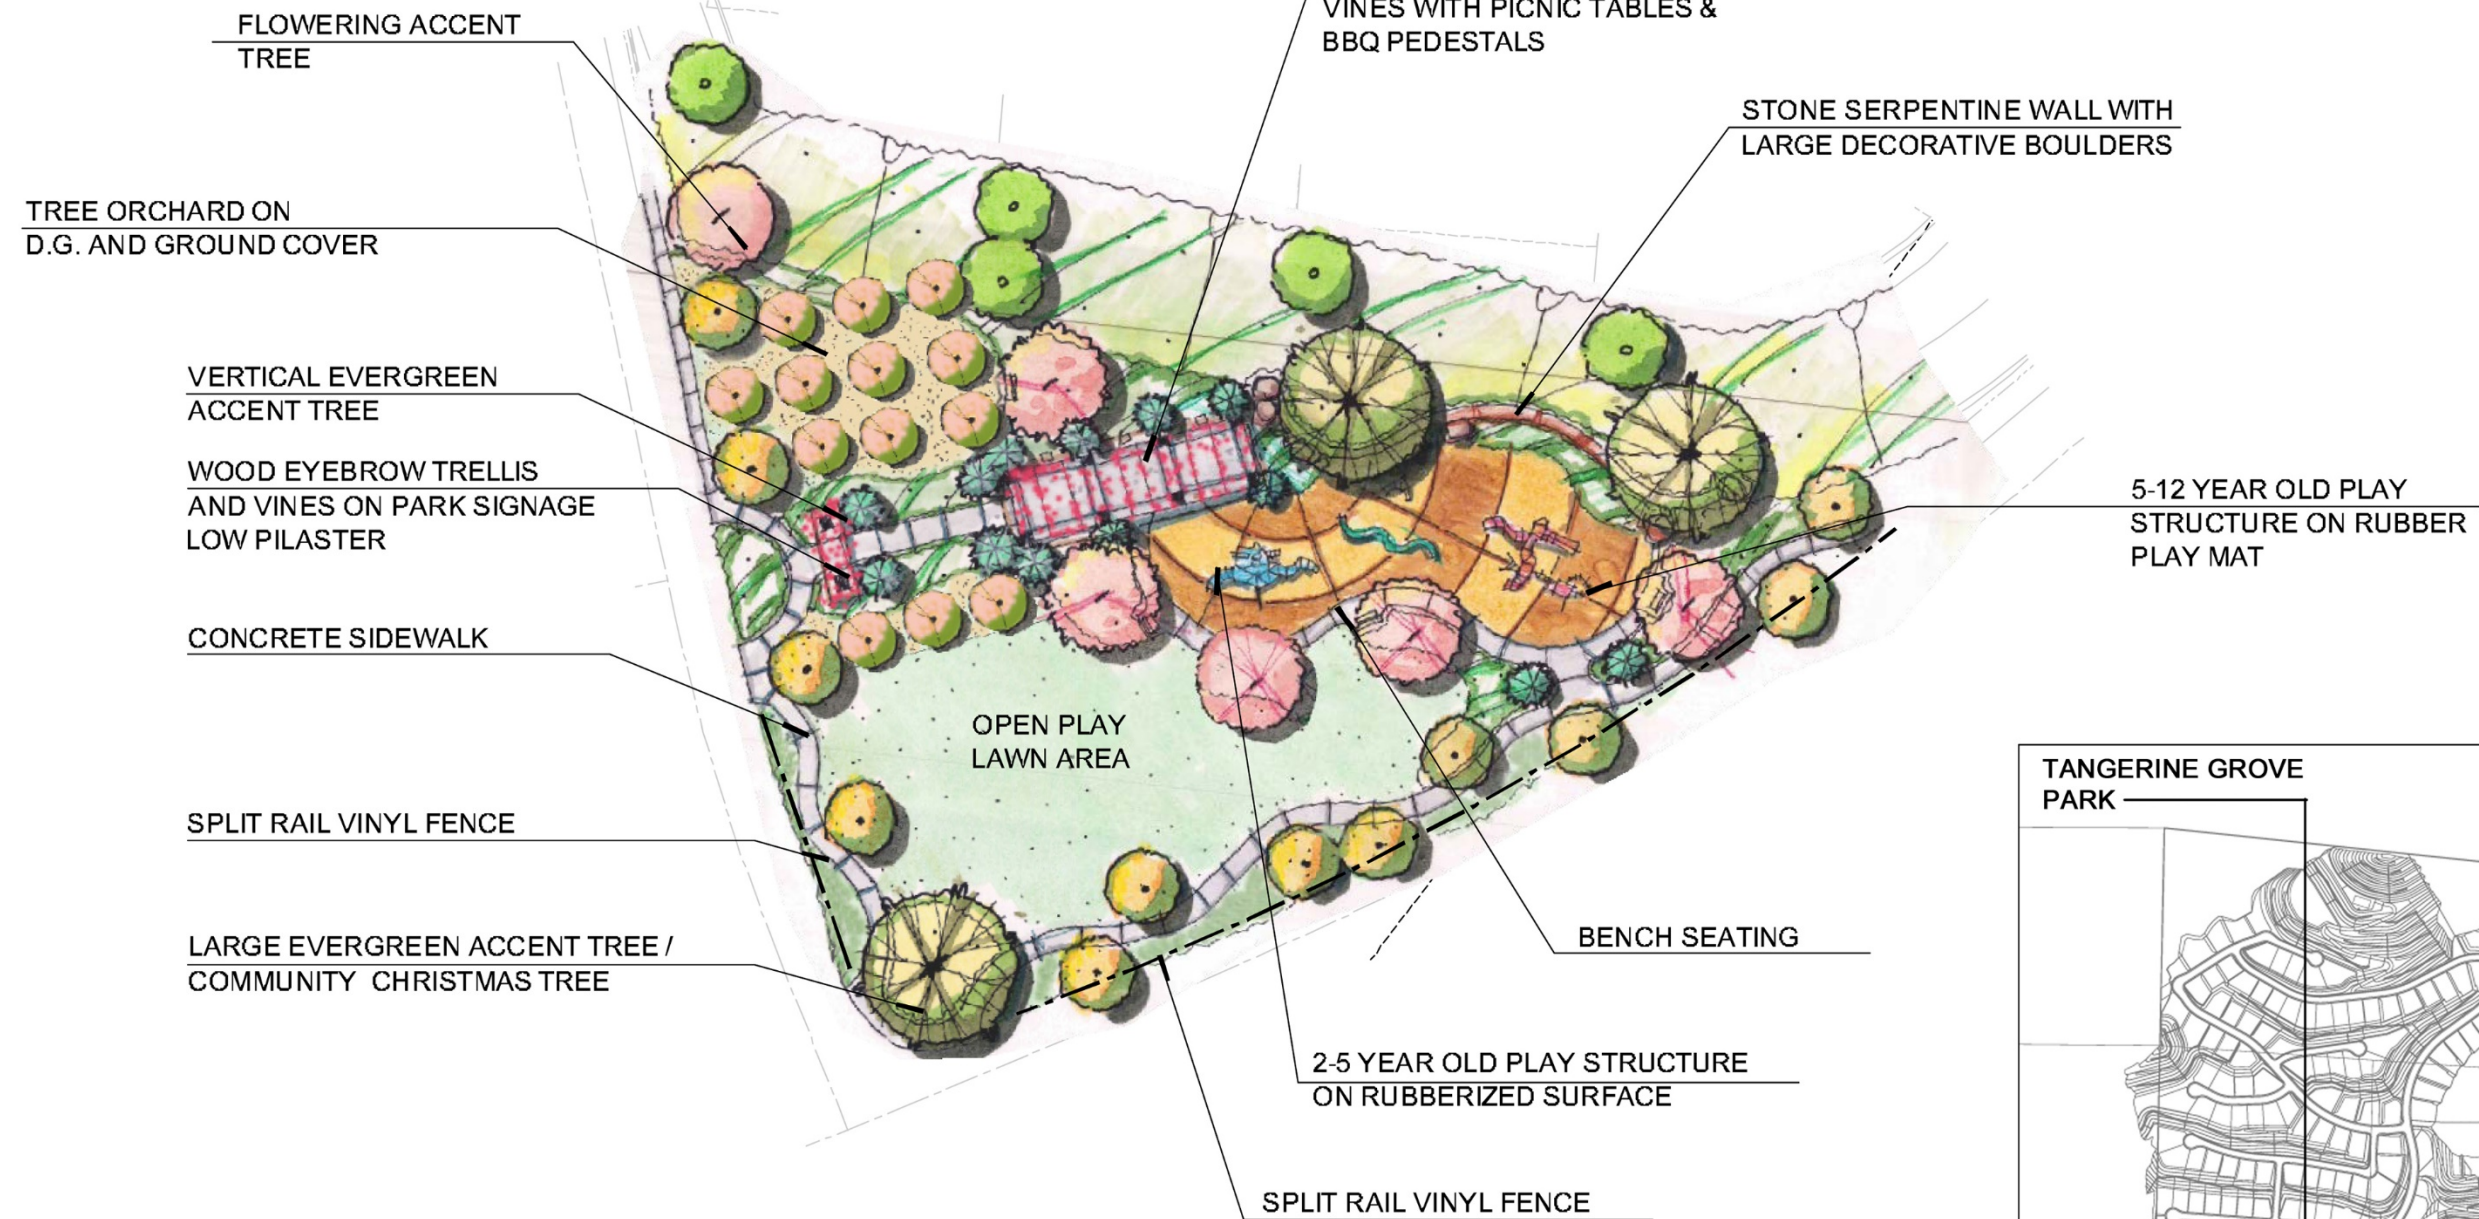 FLOWERING ACCENT
TREE
VINES WITH PICNIC TABLES &
BBQ PEDESTALS
STONE SERPENTINE WALL WITH
LARGE DECORATIVE BOULDERS
TREE ORCHARD ON
D.G. AND GROUND COVER
VERTICAL EVERGREEN
ACCENT TREE
WOOD EYEBROW TRELLIS
AND VINES ON PARK SIGNAGE
LOW PILASTER
5-12 YEAR OLD PLAY
STRUCTURE ON RUBBER
PLAY MAT
CONCRETE SIDEWALK
OPEN PLAY
LAWN AREA
TANGERINE GROVE
PARK
SPLIT RAIL VINYL FENCE
BENCH SEATING
LARGE EVERGREEN ACCENT TREE /
COMMUNITY CHRISTMAS TREE
2-5 YEAR OLD PLAY STRUCTURE
ON RUBBERIZED SURFACE
SPLIT RAIL VINYL FENCE